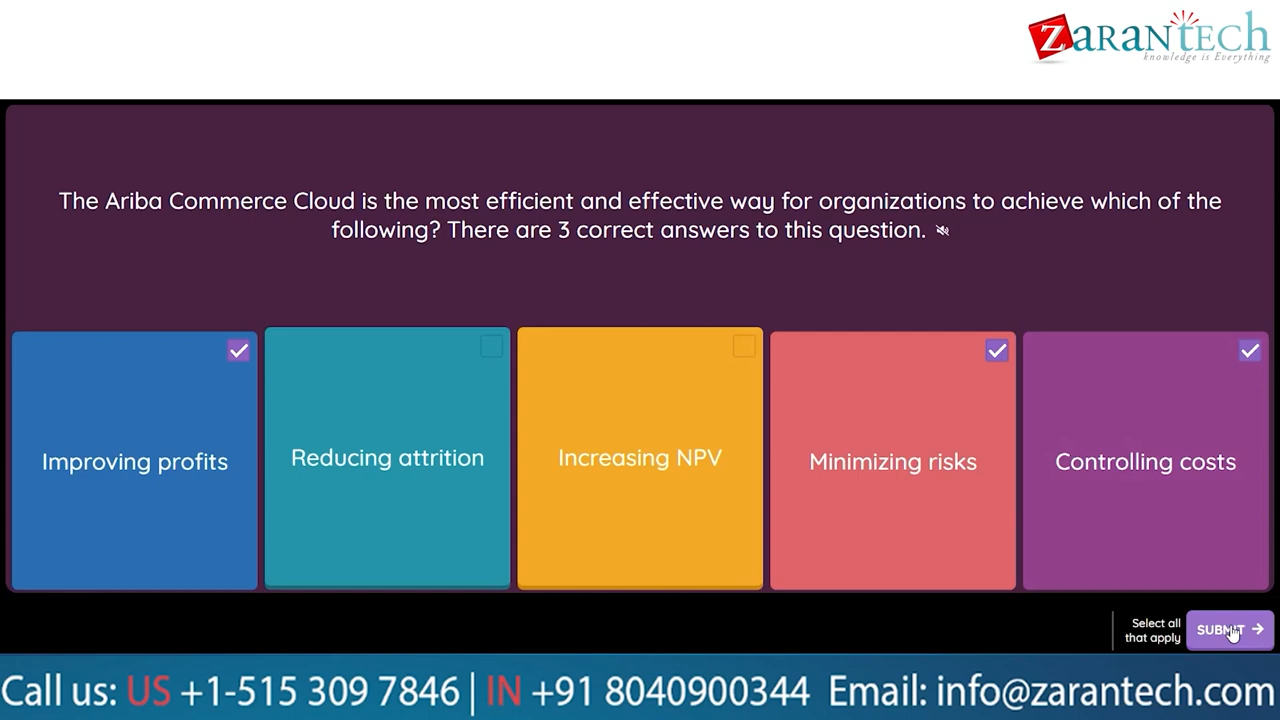 ZARANTECH
knowledge is Everything
The Ariba Commerce Cloud is the most efficient and effective way for organizations to achieve which of the
following? There are 3 correct answers to this question.
Improving profits
Reducing attrition
Increasing NPV
Minimizing risks
Controlling costs
Select all
that apply
SUBMIT
Call us: US +1-515 309 7846 | IN +91 8040900344 Email: info@zarantech.com